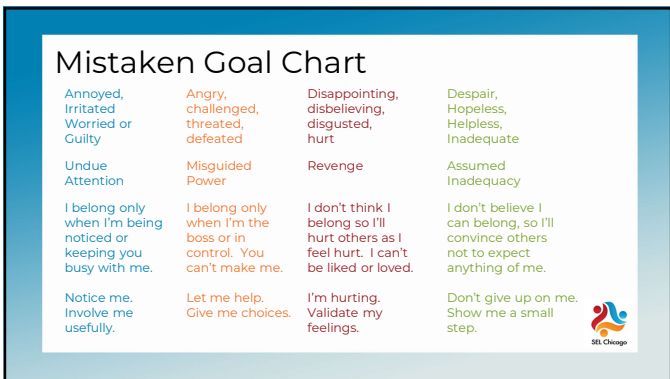 Mistaken Goal Chart
Annoyed,
Irritated
Worried or
Guilty
Angry,
challenged,
threated,
defeated
Disappointing,
disbelieving,
disgusted,
hurt
Despair,
Hopeless,
Helpless,
Inadequate
Undue
Attention
Misguided
Power
Revenge
Assumed
Inadequacy
I belong only
when I'm being
noticed or
keeping you
busy with me.
I belong only
when I'm the
boss or in
control.  You
can't make me.
I don't think I
belong so I'll
hurt others as I
feel hurt.  I can't
be liked or loved.
I don't believe I
can belong, so I'll
convince others
not to expect
anything of me.
Notice me.
Involve me
usefully.
Let me help.
Give me choices.
I'm hurting.
Validate my
feelings.
Don't give up on me.
Show me a small
step.
SEL Chicago